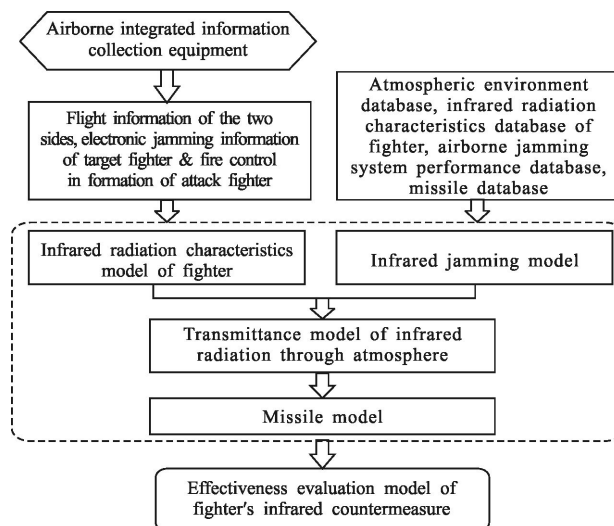 Airborne integrated information
collection equipment
Flight information of the two
sides, electronic jamming information
of target fighter & fire control
in formation of attack fighter
Atmospheric environment
database, infrared radiation
characteristics database of
fighter, airborne jamming
system performance database,
missile database
Infrared radiation characteristics
model of fighter
Infrared jamming model
Transmittance model of infrared
radiation through atmosphere
Missile model
Effectiveness evaluation model of
fighter's infrared countermeasure